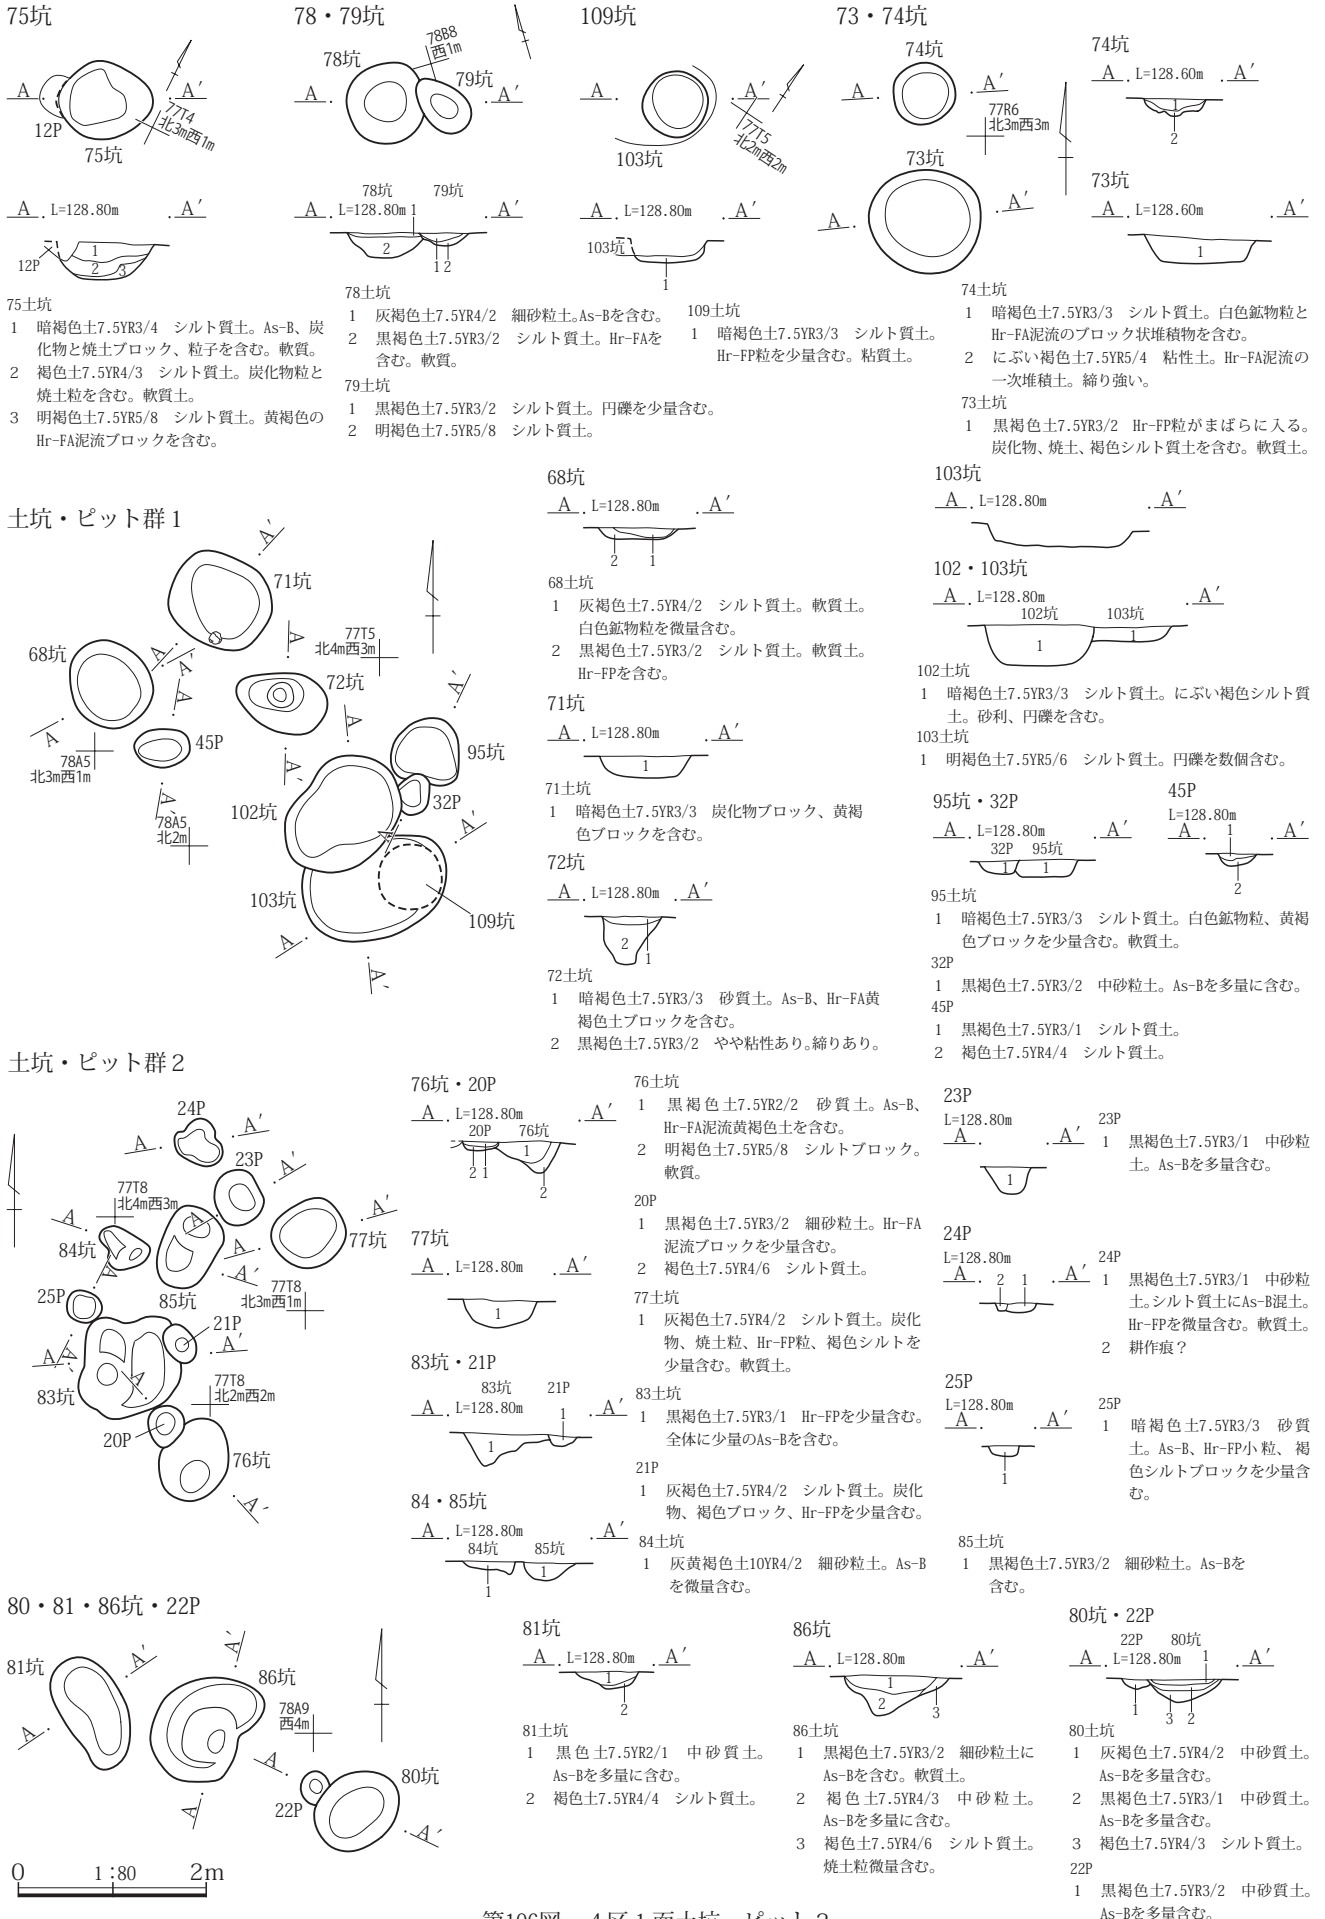 75坑
A . . A′
12P
75坑
77T4
北3m西1m
A . L=128.80m . A′
12P
1
2
3
75土坑
1 暗褐色土7.5YR3/4 シルト質土。As-B、炭
化物と焼土ブロック、粒子を含む。軟質。
2 褐色土7.5YR4/3 シルト質土。炭化物粒と
焼土粒を含む。軟質土。
3 明褐色土7.5YR5/8 シルト質土。黄褐色の
Hr-FA泥流ブロックを含む。
78・79坑
78坑
78B8
西1m
79坑
A . . A′
78坑 79坑
A . L=128.80m 1 . A′
2
1 2
78土坑
1 灰褐色土7.5YR4/2 細砂粒土。As-Bを含む。
2 黒褐色土7.5YR3/2 シルト質土。Hr-FAを
含む。軟質。
79土坑
1 黒褐色土7.5YR3/2 シルト質土。円礫を少量含む。
2 明褐色土7.5YR5/8 シルト質土。
109坑
A . . A′
103坑
77T5
北2m西2m
A . L=128.80m . A′
103坑
1
109土坑
1 暗褐色土7.5YR3/3 シルト質土。
Hr-FP粒を少量含む。粘質土。
73・74坑
74坑
A . . A′
77R6
北3m西3m
73坑
A . . A′
74坑
A . L=128.60m . A′
1
2
73坑
A . L=128.60m . A′
1
74土坑
1 暗褐色土7.5YR3/3 シルト質土。白色鉱物粒と
Hr-FA泥流のブロック状堆積物を含む。
2 にぶい褐色土7.5YR5/4 粘性土。Hr-FA泥流の
一次堆積土。締り強い。
73土坑
1 黒褐色土7.5YR3/2 Hr-FP粒がまばらに入る。
炭化物、焼土、褐色シルト質土を含む。軟質土。
土坑・ピット群1
A′
71坑
A
77T5
北4m西3m
68坑
A
A′
A
72坑
A′
A
A
78A5
北3m西1m
45P
A′
95坑
A′
78A5
北2m
102坑
32P
A′
A
103坑
109坑
A
A′
68坑
A . L=128.80m . A′
2 1
68土坑
1 灰褐色土7.5YR4/2 シルト質土。軟質土。
白色鉱物粒を微量含む。
2 黒褐色土7.5YR3/2 シルト質土。軟質土。
Hr-FPを含む。
71坑
A . L=128.80m . A′
1
71土坑
1 暗褐色土7.5YR3/3 炭化物ブロック、黄褐
色ブロックを含む。
72坑
A . L=128.80m . A′
2
1
72土坑
1 暗褐色土7.5YR3/3 砂質土。As-B、Hr-FA黄
褐色土ブロックを含む。
2 黒褐色土7.5YR3/2 やや粘性あり。締りあり。
103坑
A . L=128.80m . A′
102・103坑
A . L=128.80m . A′
102坑 103坑
1 1
102土坑
1 暗褐色土7.5YR3/3 シルト質土。にぶい褐色シルト質
土。砂利、円礫を含む。
103土坑
1 明褐色土7.5YR5/6 シルト質土。円礫を数個含む。
95坑・32P
A . L=128.80m . A′
32P 95坑
1 1
45P
L=128.80m
A . 1 . A′
2
95土坑
1 暗褐色土7.5YR3/3 シルト質土。白色鉱物粒、黄褐
色ブロックを少量含む。軟質土。
32P
1 黒褐色土7.5YR3/2 中砂粒土。As-Bを多量に含む。
45P
1 黒褐色土7.5YR3/1 シルト質土。
2 褐色土7.5YR4/4 シルト質土。
土坑・ピット群2
24P
A . . A′
23P
A′
77T8
北4m西3m
A
A
A′
84坑
77坑
A
A
A′
25P
85坑
77T8
北3m西1m
21P
A′
A
A′
A
83坑
77T8
北2m西2m
20P
76坑
A′
76坑・20P
A . L=128.80m . A′
20P 76坑
1
2 1
2
76土坑
1 黒褐色土7.5YR2/2 砂質土。As-B、
Hr-FA泥流黄褐色土を含む。
2 明褐色土7.5YR5/8 シルトブロック。
軟質。
20P
1 黒褐色土7.5YR3/2 細砂粒土。Hr-FA
泥流ブロックを少量含む。
2 褐色土7.5YR4/6 シルト質土。
77坑
A . L=128.80m . A′
1
77土坑
1 灰褐色土7.5YR4/2 シルト質土。炭化
物、焼土粒、Hr-FP粒、褐色シルトを
少量含む。軟質土。
83坑・21P
83坑 21P
A . L=128.80m 1 . A′
1
83土坑
1 黒褐色土7.5YR3/1 Hr-FPを少量含む。
全体に少量のAs-Bを含む。
21P
1 灰褐色土7.5YR4/2 シルト質土。炭化
物、褐色ブロック、Hr-FPを少量含む。
84・85坑
A . L=128.80m . A′
84坑 85坑
1
1
84土坑
1 灰黄褐色土10YR4/2 細砂粒土。As-B
を微量含む。
85土坑
1 黒褐色土7.5YR3/2 細砂粒土。As-Bを
含む。
23P
L=128.80m
A . . A′
1
23P
1 黒褐色土7.5YR3/1 中砂粒
土。As-Bを多量含む。
24P
L=128.80m
A . 2 1 . A′
24P
1 黒褐色土7.5YR3/1 中砂粒
土。シルト質土にAs-B混土。
Hr-FPを微量含む。軟質土。
2 耕作痕？
25P
L=128.80m
A . . A′
1
25P
1 暗褐色土7.5YR3/3 砂質
土。As-B、Hr-FP小粒、褐
色シルトブロックを少量含
む。
80・81・86坑・22P
81坑
A′
A
86坑
A′
A
78A9
西4m
A
80坑
22P
A′
0 1:80 2m
81坑
A . L=128.80m . A′
1
2
81土坑
1 黒色土7.5YR2/1 中砂質土。
As-Bを多量に含む。
2 褐色土7.5YR4/4 シルト質土。
86坑
A . L=128.80m . A′
1
2
3
86土坑
1 黒褐色土7.5YR3/2 細砂粒土に
As-Bを含む。軟質土。
2 褐色土7.5YR4/3 中砂粒土。
As-Bを多量に含む。
3 褐色土7.5YR4/6 シルト質土。
焼土粒微量含む。
80坑・22P
22P 80坑
A . L=128.80m 1 . A′
1 3 2
80土坑
1 灰褐色土7.5YR4/2 中砂質土。
As-Bを多量含む。
2 黒褐色土7.5YR3/1 中砂質土。
As-Bを多量含む。
3 褐色土7.5YR4/3 シルト質土。
22P
1 黒褐色土7.5YR3/2 中砂質土。
As-Bを多量含む。
第106図 4区1面土坑・ピット2